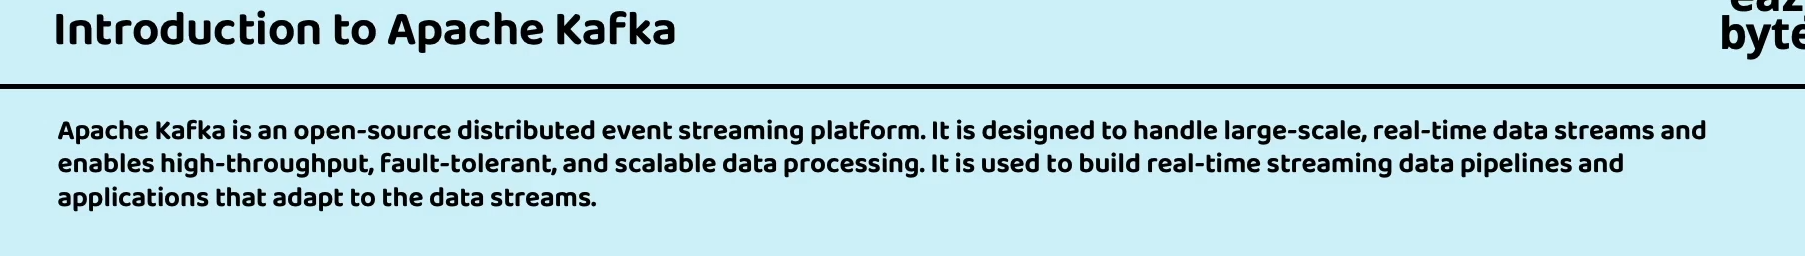 Introduction to Apache Kafka
Apache Kafka is an open-source distributed event streaming platform. It is designed to handle large-scale, real-time data streams and
enables high-throughput, fault-tolerant, and scalable data processing. It is used to build real-time streaming data pipelines and
applications that adapt to the data streams.